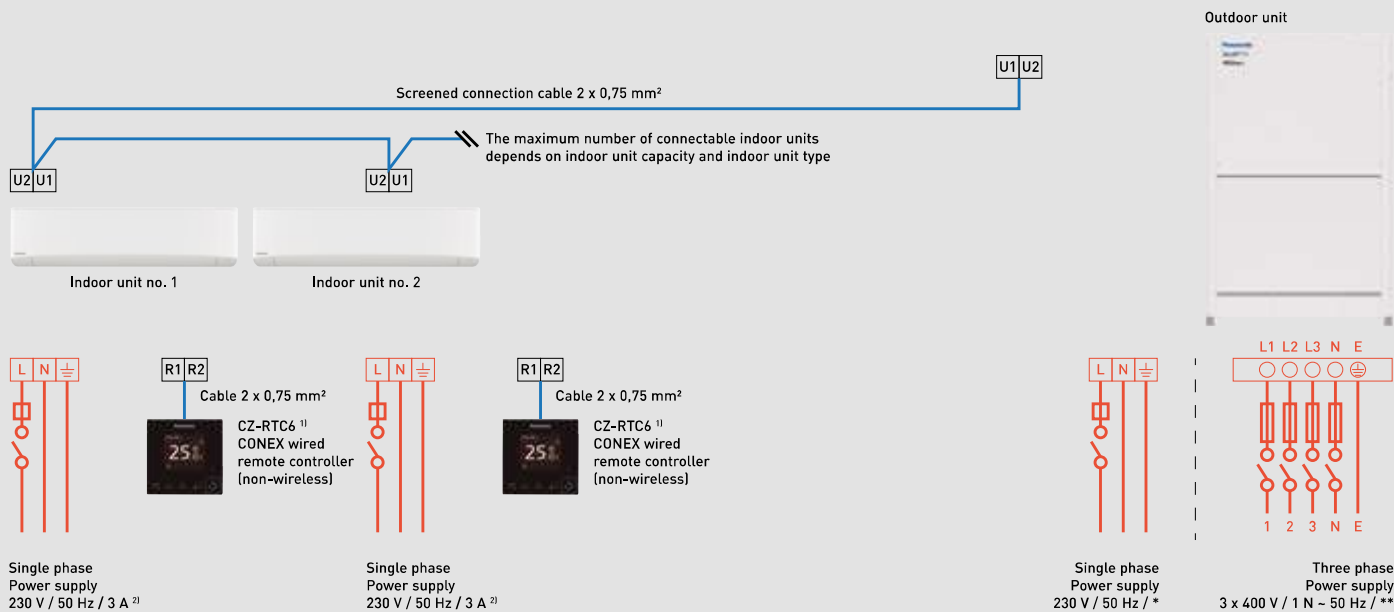 Outdoor unit
U1 U2
Screened connection cable 2 x 0,75 mm²
The maximum number of connectable indoor units
depends on indoor unit capacity and indoor unit type
U2 U1
U2 U1
Indoor unit no. 1
Indoor unit no. 2
L N
R1 R2
Cable 2 x 0,75 mm²
CZ-RTC6 ¹⁾
CONEX wired
remote controller
(non-wireless)
25
L N
R1 R2
Cable 2 x 0,75 mm²
CZ-RTC6 ¹⁾
CONEX wired
remote controller
(non-wireless)
25
L N
L1 L2 L3 N E
1 2 3 N E
Single phase
Power supply
230 V / 50 Hz / 3 A ²⁾
Single phase
Power supply
230 V / 50 Hz / 3 A ²⁾
Single phase
Power supply
230 V / 50 Hz / *
Three phase
Power supply
3 x 400 V / 1 N ~ 50 Hz / **